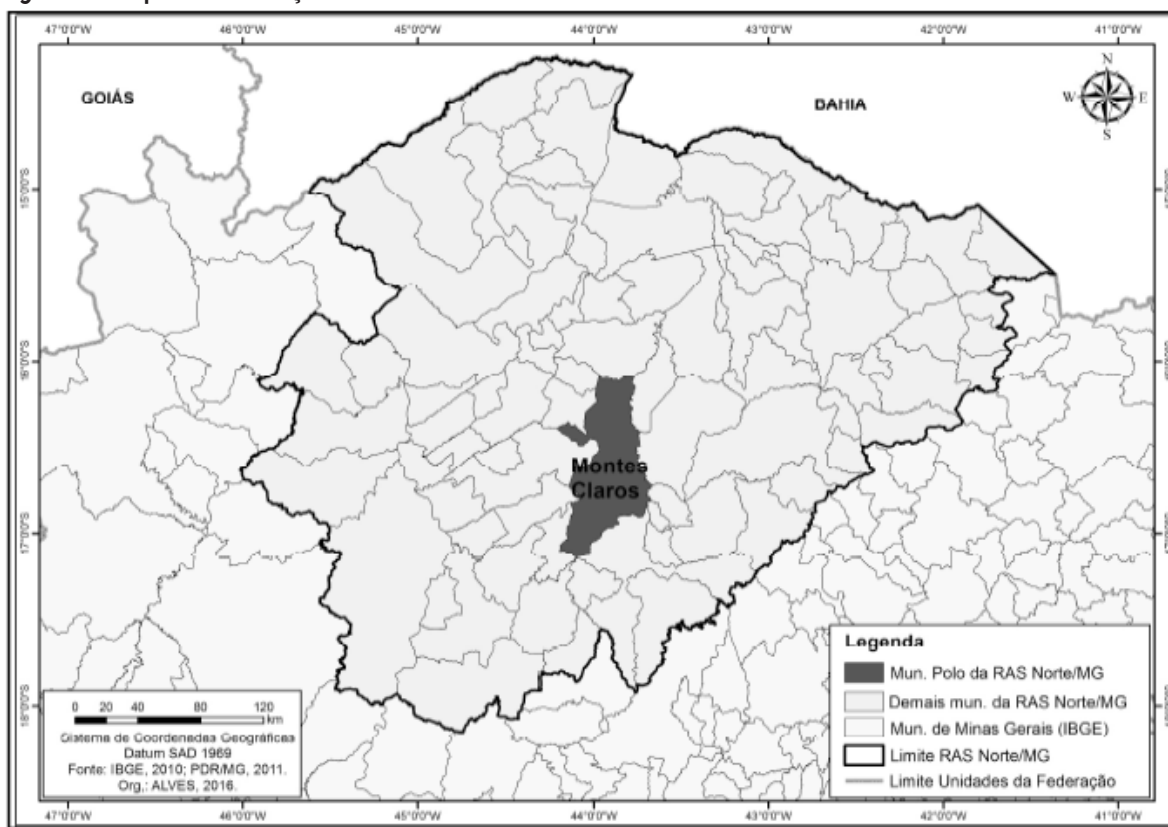 47°0'0"W 46°0'0"W 45°0'0"W 44°0'0"W 43°0'0"W 42°0'0"W 41°0'0"W
GOIÁS
DAHIA
N
W E
S
15°0'0"S
16°0'0"S
17°0'0"S
18°0'0"S
Montes
Claros
Legenda
Mun. Polo da RAS Norte/MG
Demais mun. da RAS Norte/MG
Mun. de Minas Gerais (IBGE)
Limite RAS Norte/MG
Limite Unidades da Federação
0 20 40 80 120
km
Sistema de Coordenadas Geográficas
Datum SAD 1969
Fonte: IBGE, 2010; PDR/MG, 2011.
Org.: ALVES, 2016.
47°0'0"W 46°0'0"W 45°0'0"W 44°0'0"W 43°0'0"W 42°0'0"W 41°0'0"W